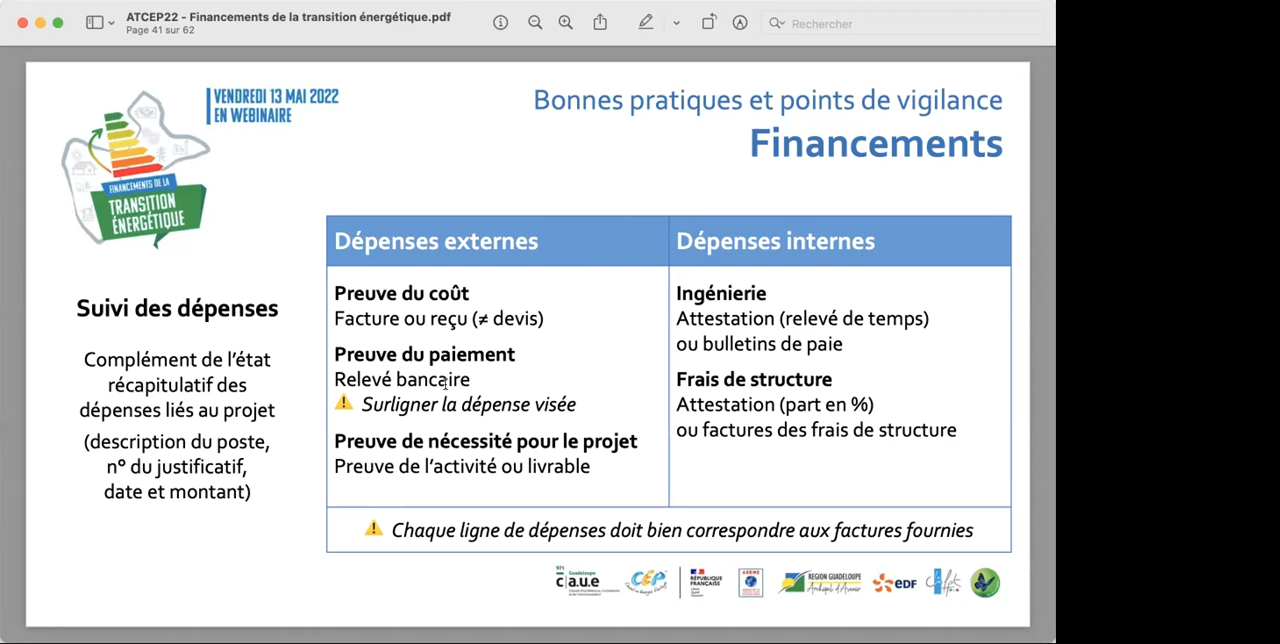 ATCEP22 - Financements de la transition énergétique.pdf
Page 41 sur 62
Rechercher
VENDREDI 13 MAI 2022
EN WEBINAIRE
FINANCEMENTS DE LA
TRANSITION
ÉNERGÉTIQUE
Bonnes pratiques et points de vigilance
Financements
Suivi des dépenses
Complément de l'état
récapitulatif des
dépenses liés au projet
(description du poste,
n° du justificatif,
date et montant)
Dépenses externes
Preuve du coût
Facture ou reçu (≠ devis)
Preuve du paiement
Relevé bancaire
⚠ Surligner la dépense visée
Preuve de nécessité pour le projet
Preuve de l'activité ou livrable
Dépenses internes
Ingénierie
Attestation (relevé de temps)
ou bulletins de paie
Frais de structure
Attestation (part en %)
ou factures des frais de structure
⚠ Chaque ligne de dépenses doit bien correspondre aux factures fournies
971 Guadeloupe
c|a.u.e
CEP
RÉPUBLIQUE
FRANÇAISE
ADEME
REGION GUADELOUPE
Archipel d'Avenir
EDF